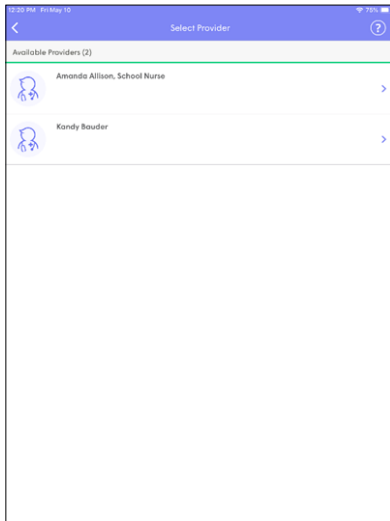 12:20 PM Fri May 10
75%
Select Provider
?
Available Providers (2)
Amanda Allison, School Nurse
Kandy Bauder